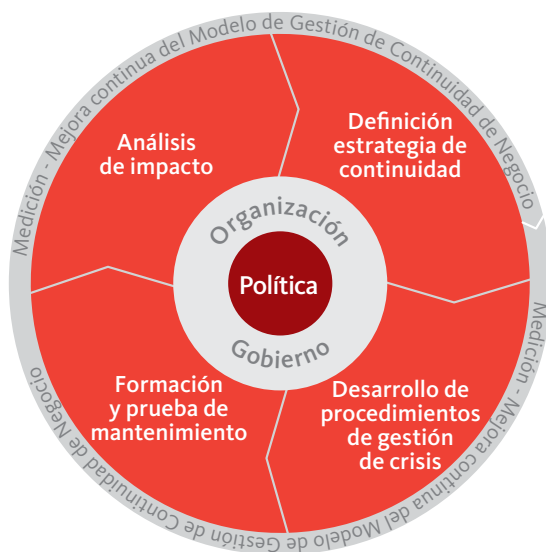 Medición - Mejora continua del Modelo de Gestión de Continuidad de Negocio
Análisis
de impacto
Definición
estrategia de
continuidad
Organización
Política
Gobierno
Formación
y prueba de
mantenimiento
Desarrollo de
procedimientos
de gestión
de crisis
Medición - Mejora continua del Modelo de Gestión de Continuidad de Negocio